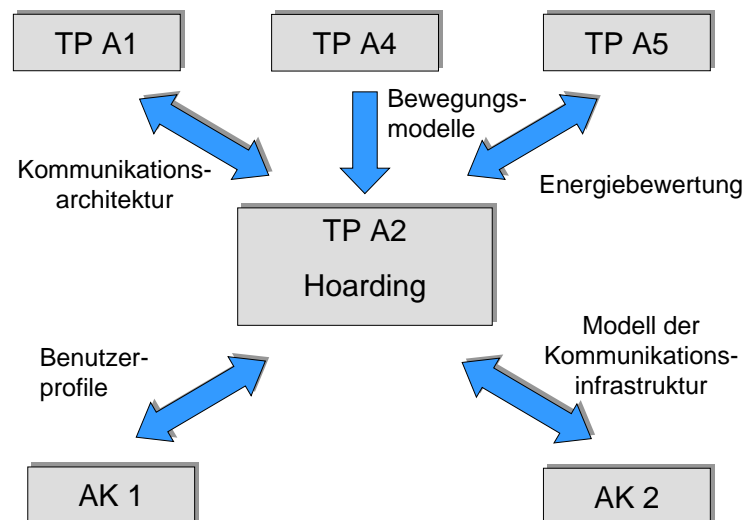 TP A1
TP A4
TP A5
Bewegungs-
modelle
Kommunikations-
architektur
Energiebewertung
TP A2
Hoarding
Benutzer-
profile
Modell der
Kommunikations-
infrastruktur
AK 1
AK 2